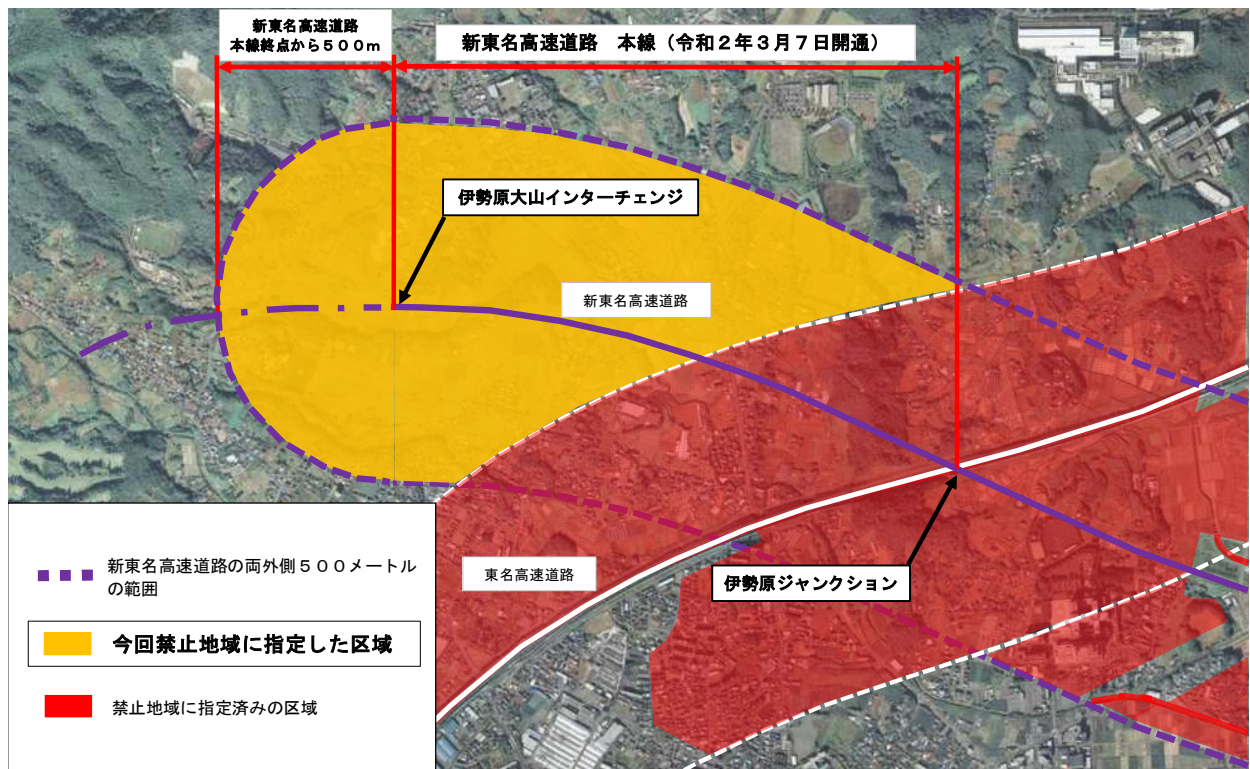 新東名高速道路
本線終点から５００ｍ
新東名高速道路　本線（令和２年３月７日開通）
伊勢原大山インターチェンジ
新東名高速道路
東名高速道路
伊勢原ジャンクション
新東名高速道路の両外側５００メートル
の範囲
今回禁止地域に指定した区域
禁止地域に指定済みの区域